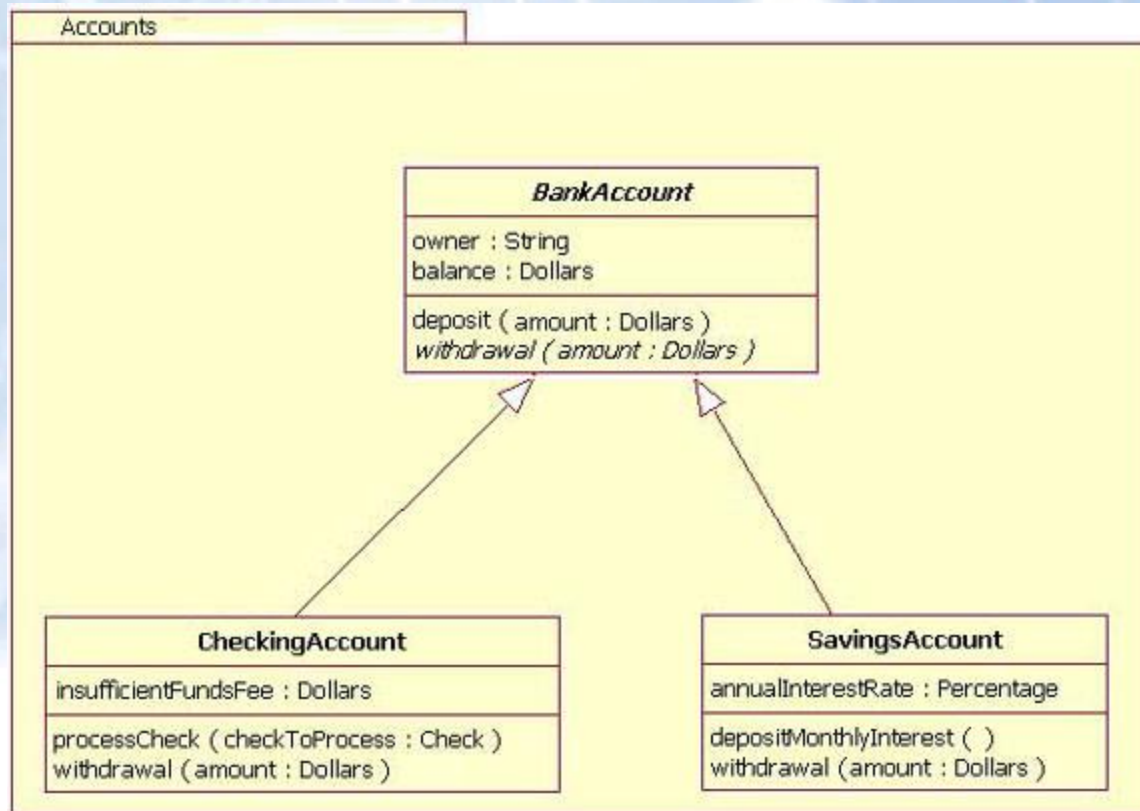 Accounts
BankAccount
owner : String
balance : Dollars
deposit ( amount : Dollars )
withdrawal ( amount : Dollars )
CheckingAccount
insufficientFundsFee : Dollars
processCheck ( checkToProcess : Check )
withdrawal ( amount : Dollars )
SavingsAccount
annualInterestRate : Percentage
depositMonthlyInterest ( )
withdrawal ( amount : Dollars )